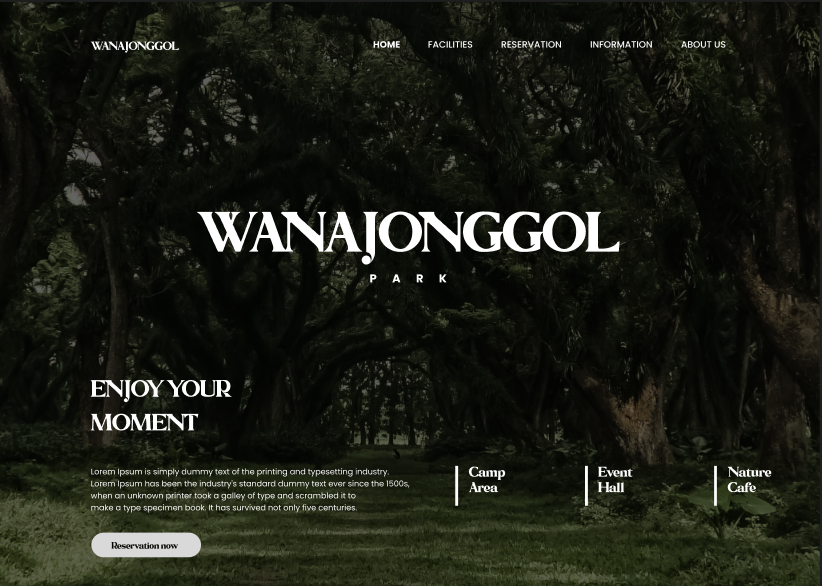 WANAJONGGOL
HOME FACILITIES RESERVATION INFORMATION ABOUT US
WANAJONGGOL
PARK
ENJOY YOUR
MOMENT
Lorem Ipsum is simply dummy text of the printing and typesetting industry.
Lorem Ipsum has been the industry's standard dummy text ever since the 1500s,
when an unknown printer took a galley of type and scrambled it to
make a type specimen book. It has survived not only five centuries.
Reservation now
Camp
Area
Event
Hall
Nature
Cafe